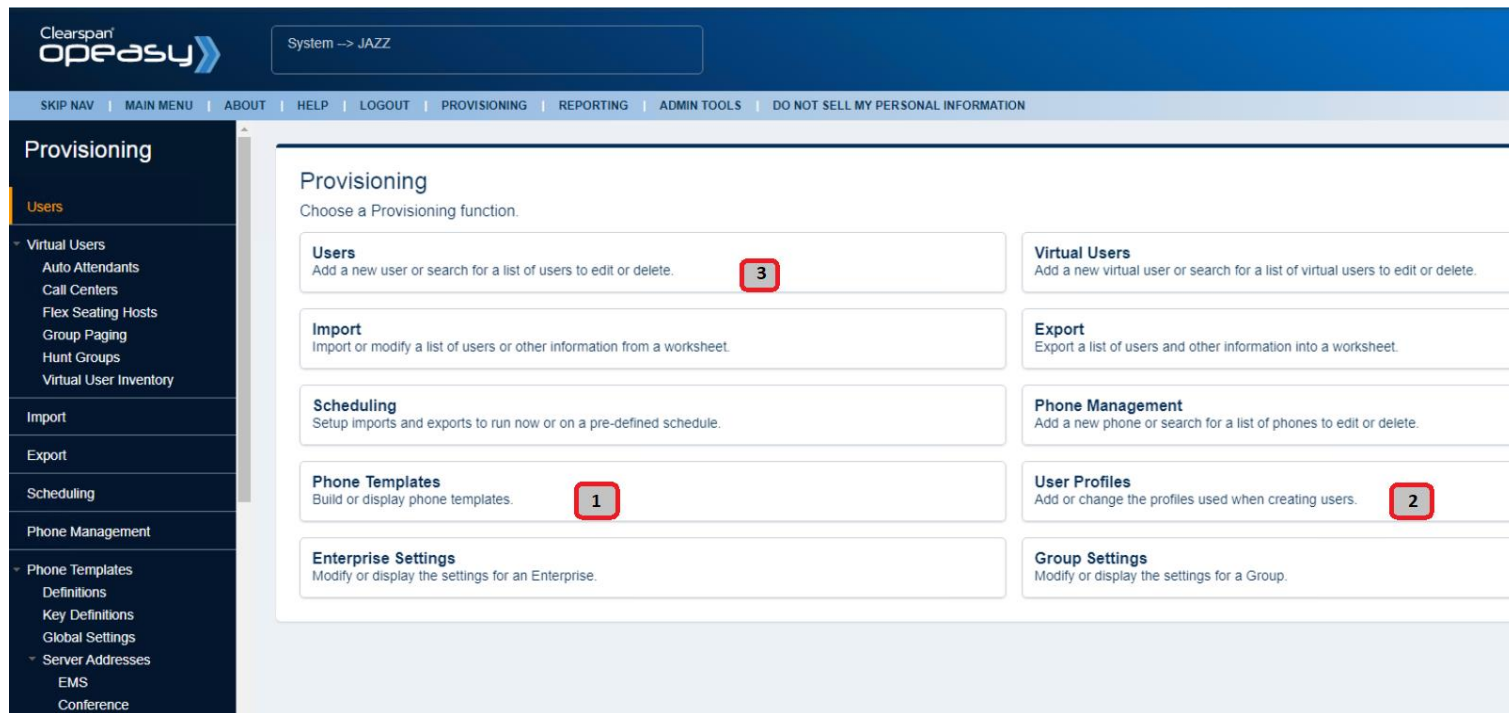 Clearspan®
opeasy
System --> JAZZ
SKIP NAV | MAIN MENU | ABOUT | HELP | LOGOUT | PROVISIONING | REPORTING | ADMIN TOOLS | DO NOT SELL MY PERSONAL INFORMATION
Provisioning
Users
Virtual Users
Auto Attendants
Call Centers
Flex Seating Hosts
Group Paging
Hunt Groups
Virtual User Inventory
Import
Export
Scheduling
Phone Management
Phone Templates
Definitions
Key Definitions
Global Settings
Server Addresses
EMS
Conference
Provisioning
Choose a Provisioning function.
Users
Add a new user or search for a list of users to edit or delete.
3
Virtual Users
Add a new virtual user or search for a list of virtual users to edit or delete.
Import
Import or modify a list of users or other information from a worksheet.
Export
Export a list of users and other information into a worksheet.
Scheduling
Setup imports and exports to run now or on a pre-defined schedule.
Phone Management
Add a new phone or search for a list of phones to edit or delete.
Phone Templates
Build or display phone templates.
1
User Profiles
Add or change the profiles used when creating users.
2
Enterprise Settings
Modify or display the settings for an Enterprise.
Group Settings
Modify or display the settings for a Group.